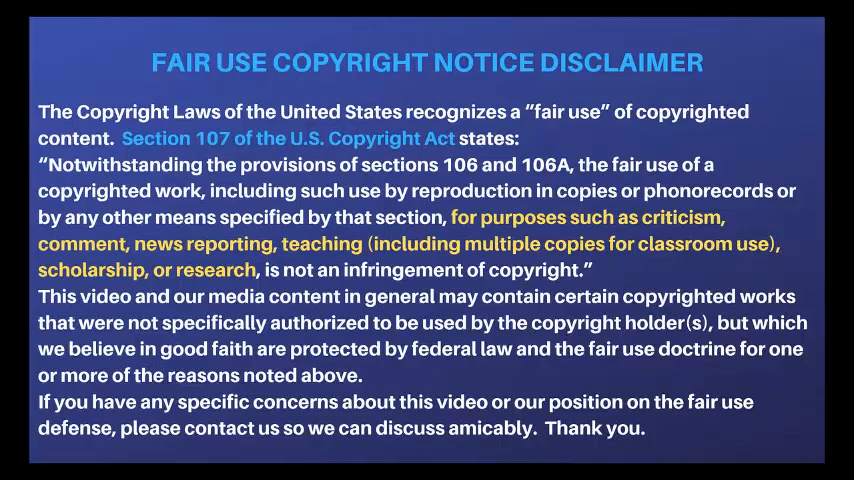 FAIR USE COPYRIGHT NOTICE DISCLAIMER
The Copyright Laws of the United States recognizes a “fair use” of copyrighted
content. Section 107 of the U.S. Copyright Act states:
“Notwithstanding the provisions of sections 106 and 106A, the fair use of a
copyrighted work, including such use by reproduction in copies or phonorecords or
by any other means specified by that section, for purposes such as criticism,
comment, news reporting, teaching (including multiple copies for classroom use),
scholarship, or research, is not an infringement of copyright.”
This video and our media content in general may contain certain copyrighted works
that were not specifically authorized to be used by the copyright holder(s), but which
we believe in good faith are protected by federal law and the fair use doctrine for one
or more of the reasons noted above.
If you have any specific concerns about this video or our position on the fair use
defense, please contact us so we can discuss amicably. Thank you.